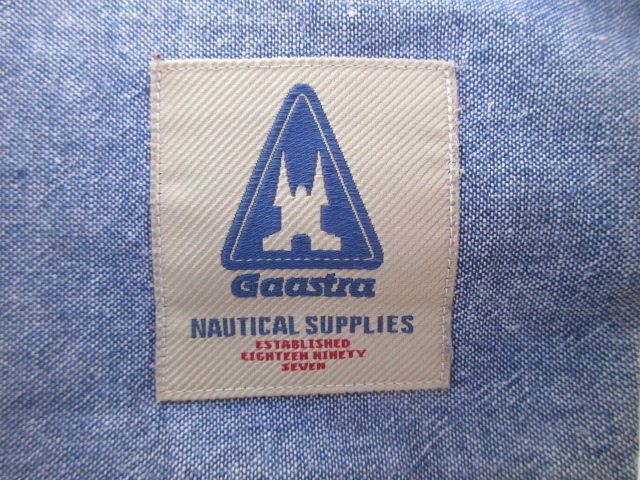 Gaastra
NAUTICAL SUPPLIES
ESTABLISHED
EIGHTEEN NINETY
SEVEN